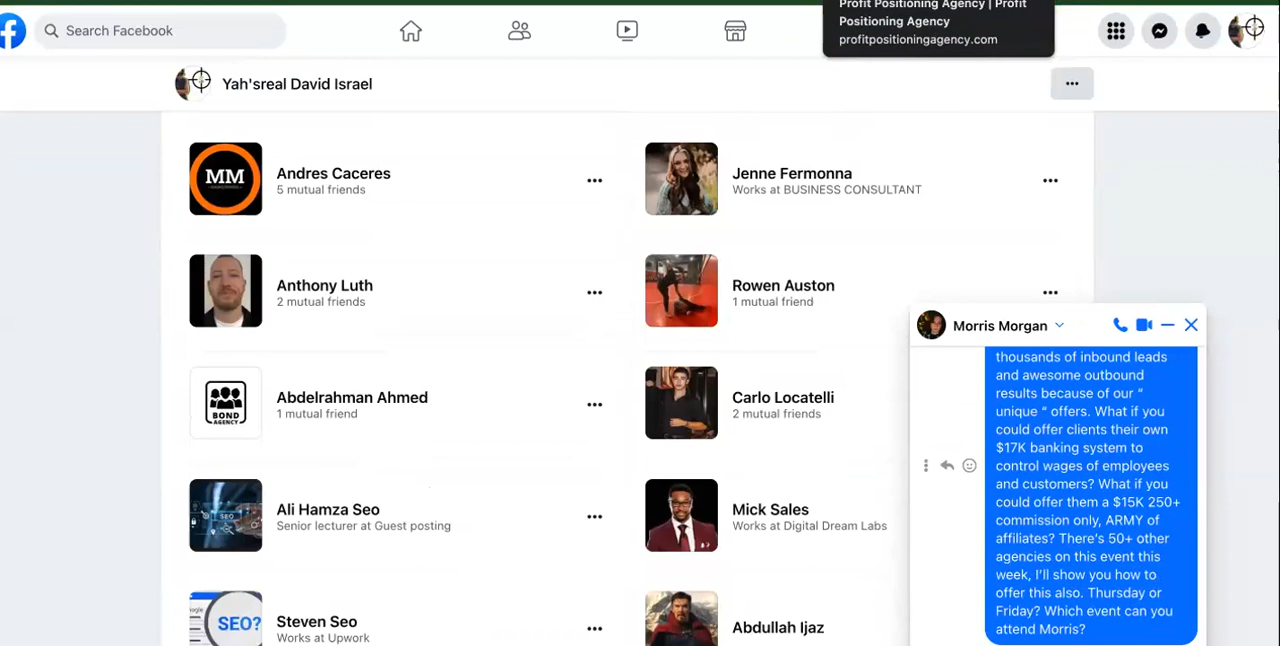 Profit Positioning Agency | Profit
Positioning Agency
profitpositioningagency.com
Search Facebook
Yah'sreal David Israel
MM
Andres Caceres
5 mutual friends
Jenne Fermonna
Works at BUSINESS CONSULTANT
Anthony Luth
2 mutual friends
Rowen Auston
1 mutual friend
BOND
AGENCY
Abdelrahman Ahmed
1 mutual friend
Carlo Locatelli
2 mutual friends
SEO
Ali Hamza Seo
Senior lecturer at Guest posting
Mick Sales
Works at Digital Dream Labs
SEO?
Steven Seo
Works at Upwork
Abdullah Ijaz
Morris Morgan
thousands of inbound leads
and awesome outbound
results because of our “
unique “ offers. What if you
could offer clients their own
$17K banking system to
control wages of employees
and customers? What if you
could offer them a $15K 250+
commission only, ARMY of
affiliates? There’s 50+ other
agencies on this event this
week, I’ll show you how to
offer this also. Thursday or
Friday? Which event can you
attend Morris?